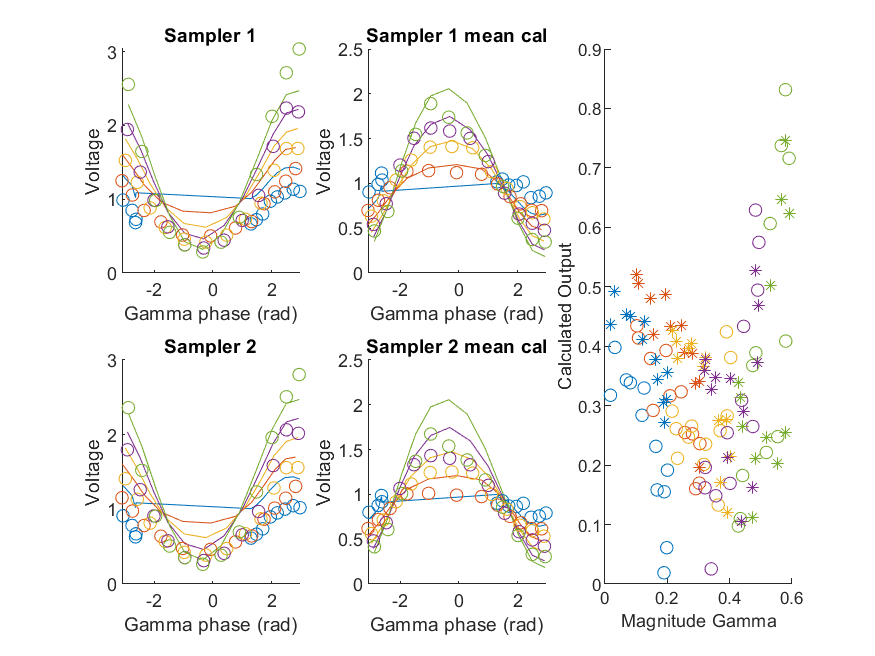 Sampler 1
3
2
1
0
Voltage
-2 0 2
Gamma phase (rad)
Sampler 1 mean cal
2.5
2
1.5
1
0.5
0
Voltage
-2 0 2
Gamma phase (rad)
Sampler 2
3
2
1
0
Voltage
-2 0 2
Gamma phase (rad)
Sampler 2 mean cal
2.5
2
1.5
1
0.5
0
Voltage
-2 0 2
Gamma phase (rad)
0.9
0.8
0.7
0.6
0.5
0.4
0.3
0.2
0.1
0
Calculated Output
0 0.2 0.4 0.6
Magnitude Gamma